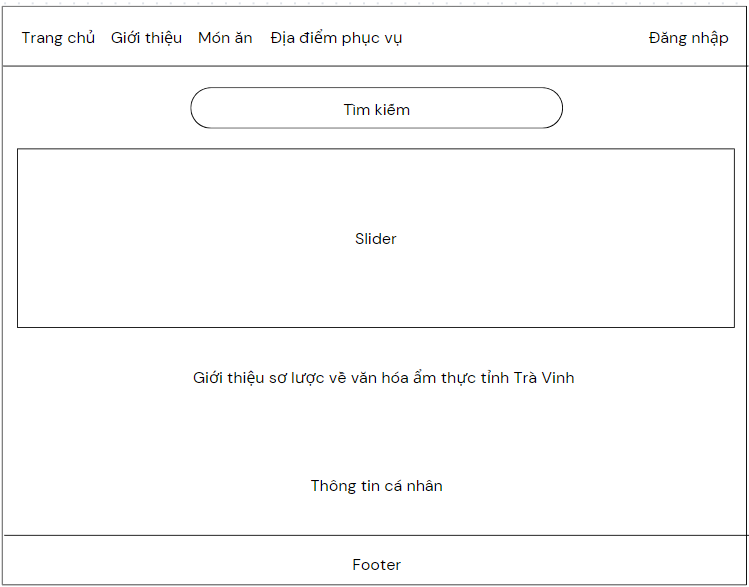 Trang chủ Giới thiệu Món ăn Địa điểm phục vụ Đăng nhập
Tìm kiếm
Slider
Giới thiệu sơ lược về văn hóa ẩm thực tỉnh Trà Vinh
Thông tin cá nhân
Footer